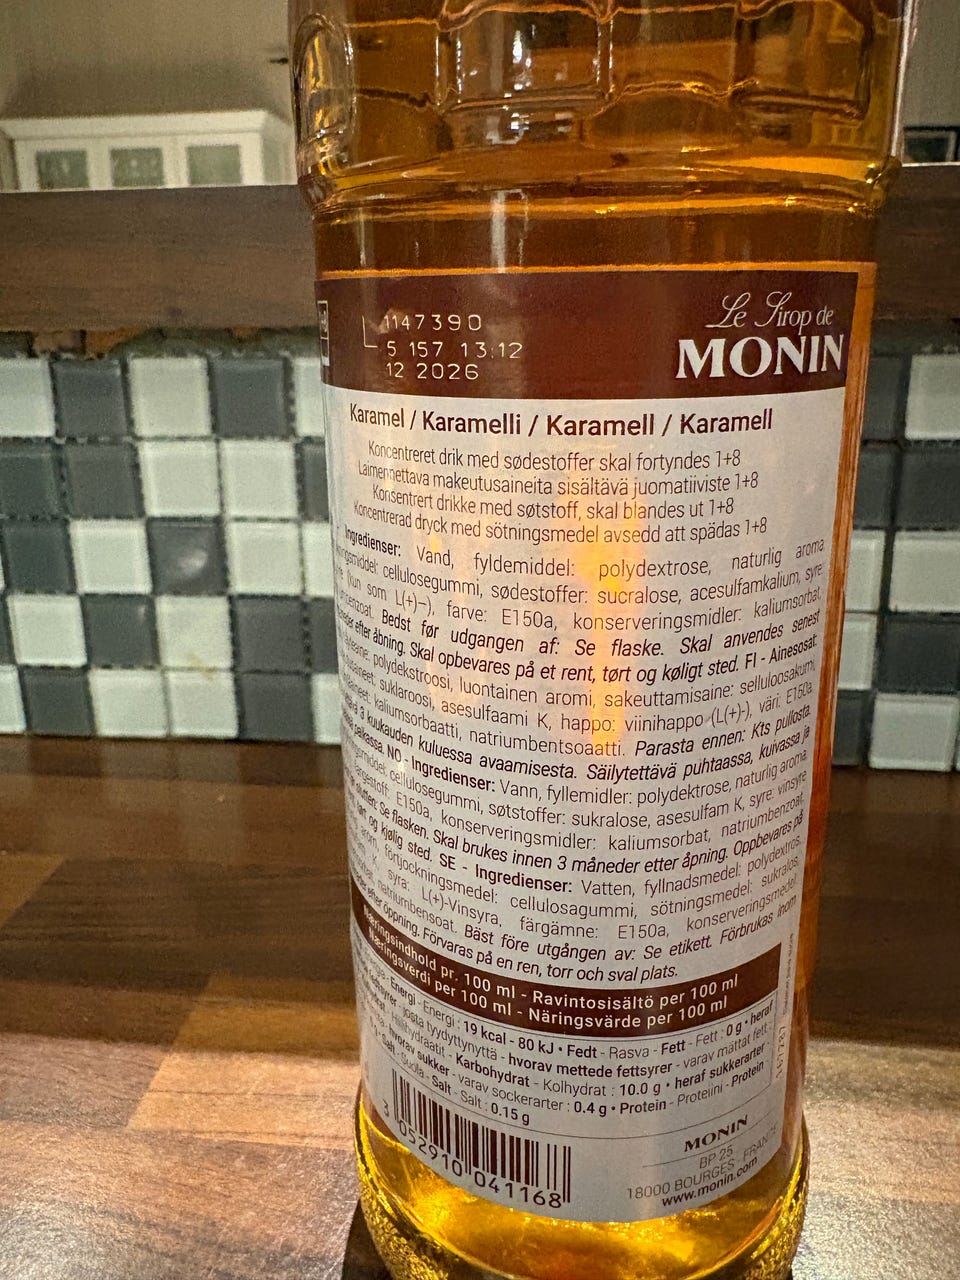 L 1147390
5 157 13:12
12 2026
Le Sirop de
MONIN
Karamel / Karamelli / Karamell / Karamell
Koncentreret drik med sødestoffer skal fortyndes 1+8
Laimennettava makeutusaineita sisältävä juomatiiviste 1+8
Konsentrert drikke med søtstoff, skal blandes ut 1+8
Koncentrerad dryck med sötningsmedel avsedd att spädas 1+8
Ingredienser: Vand, fyldemiddel: polydextrose, naturlig aroma
cellulosegummi, sødestoffer: sucralose, acesulfamkalium, syre:
(kun som L(+)-), farve: E150a, konserveringsmidler: kaliumsorbat,
Bedst før udgangen af: Se flaske. Skal anvendes senest
efter åbning. Skal opbevares på et rent, tørt og køligt sted. FI - Ainesosat:
polydekstroosi, luontainen aromi, sakeuttamisaine: selluloosakumi,
sukraloosi, asesulfaami K, happo: viinihappo (L(+)-), väri: E150a,
kaliumsorbaatti, natriumbentsoaatti. Parasta ennen: Kts pullosta.
3 kuukauden kuluessa avaamisesta. Säilytettävä puhtaassa, kuivassa ja
paikassa. NO - Ingredienser: Vann, fyllemidler: polydektrose, naturlig aroma,
cellulosegummi, søtstoffer: sukralose, asesulfam K, syre: vinsyre
E150a, konserveringsmidler: kaliumsorbat, natriumbenzoat.
Se flasken. Skal brukes innen 3 måneder etter åpning. Oppbevares på
tørt og kjølig sted. SE - Ingredienser: Vatten, fyllnadsmedel: polydextros,
förtjockningsmedel: cellulosagummi, sötningsmedel: sukralos,
K, syra: L(+)-Vinsyra, färgämne: E150a, konserveringsmedel:
natriumbensoat. Bäst före utgången av: Se etikett. Förbrukas inom
efter öppning. Förvaras på en ren, torr och sval plats.
Næringsindhold pr. 100 ml - Ravintosisältö per 100 ml
Næringsverdi per 100 ml - Näringsvärde per 100 ml
- Energi - Energi : 19 kcal - 80 kJ • Fedt - Rasva - Fett - Fett : 0 g • heraf
josta tyydyttynyttä - hvorav mettede fettsyrer - varav mättat fett
Hiilihydraatit - Karbohydrat - Kolhydrat : 10.0 g • heraf sukkerarter
hvorav sukker - varav sockerarter : 0.4 g • Protein - Proteiini - Protein
Salt - Suola - Salt - Salt : 0.15 g
3 052910 041168
MONIN
BP 25
18000 BOURGES - FRANCE
www.monin.com